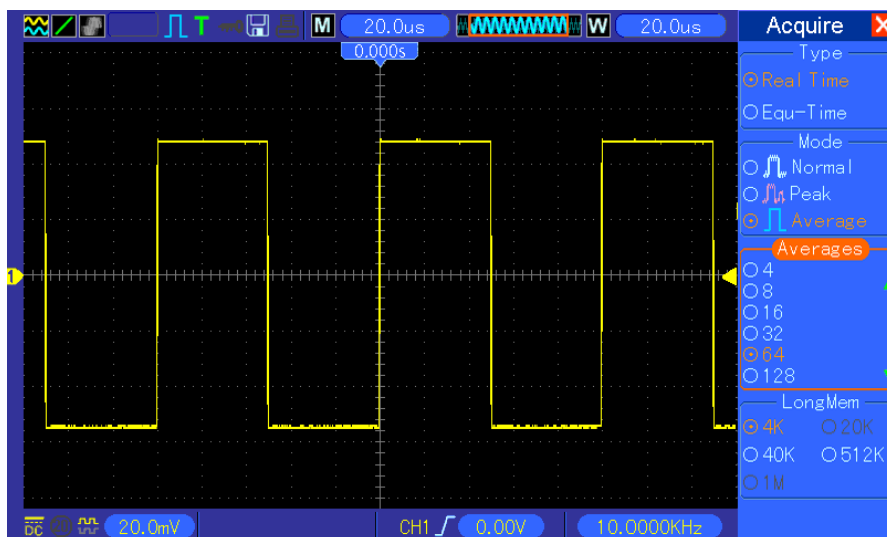 T M 20.0us W 20.0us Acquire X
0.000s
Type
Real Time
Equ-Time
Mode
Normal
Peak
Average
Averages
4
8
16
32
64
128
LongMem
4K 20K
40K 512K
1M
1
DC 20.0mV CH1 0.00V 10.0000KHz